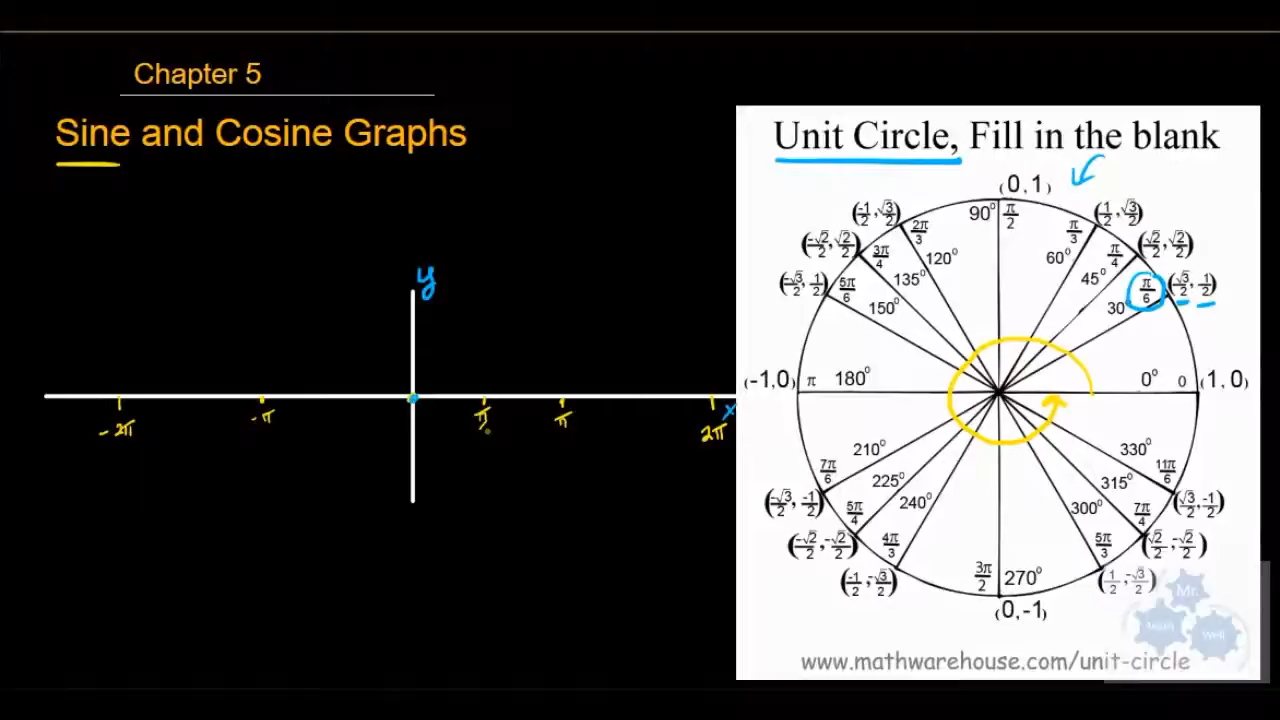 Chapter 5
Sine and Cosine Graphs
y
-2π
-π
π/2
π
2π
x
Unit Circle, Fill in the blank
(0,1)
90° π/2
(-1/2, √3/2) 2π/3 120°
(-√2/2, √2/2) 3π/4 135°
(-√3/2, 1/2) 5π/6 150°
(1/2, √3/2) π/3 60°
(√2/2, √2/2) π/4 45°
(√3/2, 1/2) π/6 30°
(-1,0) π 180°
0° 0 (1,0)
210° 7π/6 (-√3/2, -1/2)
225° 5π/4 (-√2/2, -√2/2)
240° 4π/3 (-1/2, -√3/2)
330° 11π/6 (√3/2, -1/2)
315° 7π/4 (√2/2, -√2/2)
300° 5π/3 (1/2, -√3/2)
3π/2 270°
(0,-1)
Mr.
Math
Well
www.mathwarehouse.com/unit-circle